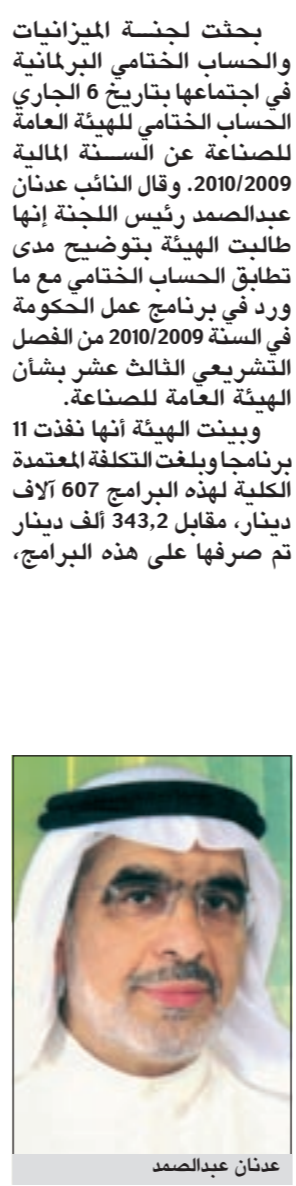 بحثت لجنــة الميزانيات
والحساب الختامي البرلمانية
في اجتماعها بتاريخ 6 الجاري
الحساب الختامي للهيئة العامة
للصناعة عن الســـنة المالية
2010/2009. وقال النائب عدنان
عبدالصمد رئيس اللجنة إنها
طالبت الهيئة بتوضيح مدى
تطابق الحساب الختامي مع ما
ورد في برنامج عمل الحكومة
في السنة 2010/2009 من الفصل
التشريعي الثالث عشر بشأن
الهيئة العامة للصناعة.
وبينت الهيئة أنها نفذت 11
برنامجا وبلغت التكلفة المعتمدة
الكلية لهذه البرامج 607 آلاف
دينار، مقابل 343,2 ألف دينار
تم صرفها على هذه البرامج،
عدنان عبدالصمد